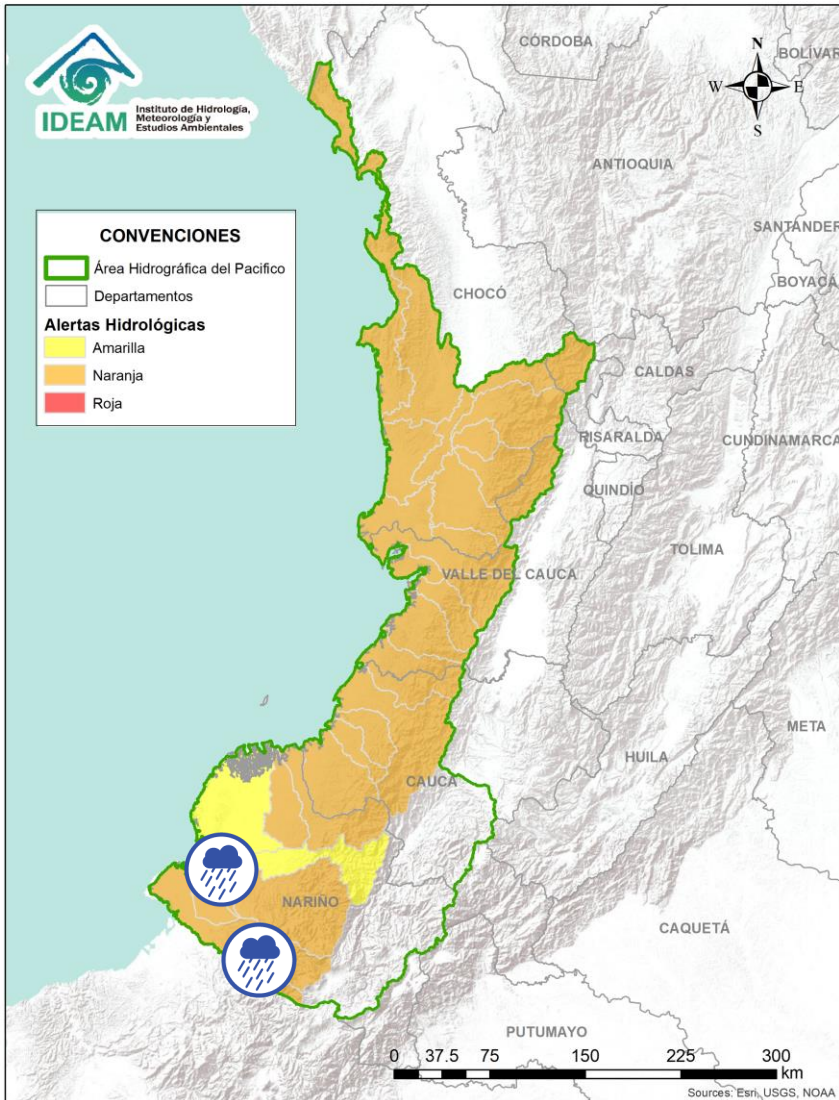 IDEAM
Instituto de Hidrología,
Meteorología y
Estudios Ambientales
N
W
E
S
CÓRDOBA
BOLÍVAR
ANTIOQUIA
SANTANDER
BOYACÁ
CHOCÓ
CALDAS
RISARALDA
CUNDINAMARCA
QUINDÍO
TOLIMA
VALLE DEL CAUCA
META
HUILA
CAUCA
NARIÑO
CAQUETÁ
PUTUMAYO
CONVENCIONES
Área Hidrográfica del Pacifico
Departamentos
Alertas Hidrológicas
Amarilla
Naranja
Roja
0 37.5 75 150 225 300
km
Sources: Esri, USGS, NOAA